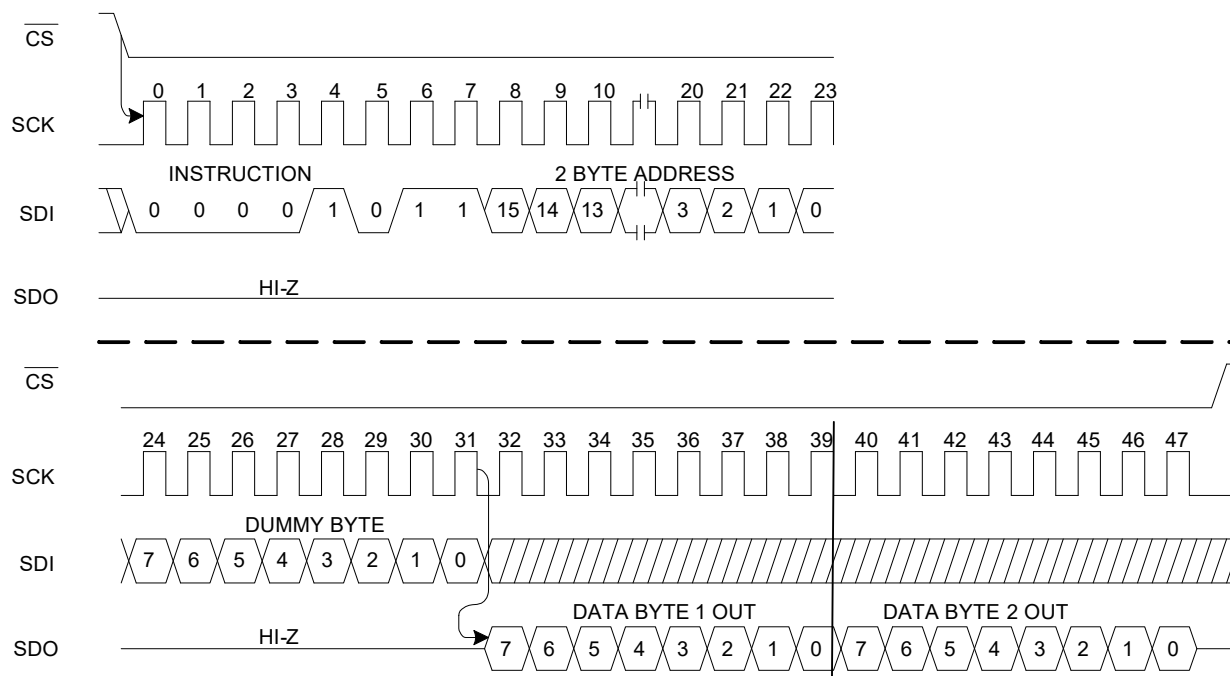 CS
0 1 2 3 4 5 6 7 8 9 10 20 21 22 23
SCK
INSTRUCTION 2 BYTE ADDRESS
SDI 0 0 0 0 1 0 1 1 15 14 13 3 2 1 0
HI-Z
SDO
CS
24 25 26 27 28 29 30 31 32 33 34 35 36 37 38 39 40 41 42 43 44 45 46 47
SCK
DUMMY BYTE
SDI 7 6 5 4 3 2 1 0
DATA BYTE 1 OUT DATA BYTE 2 OUT
HI-Z
SDO 7 6 5 4 3 2 1 0 7 6 5 4 3 2 1 0